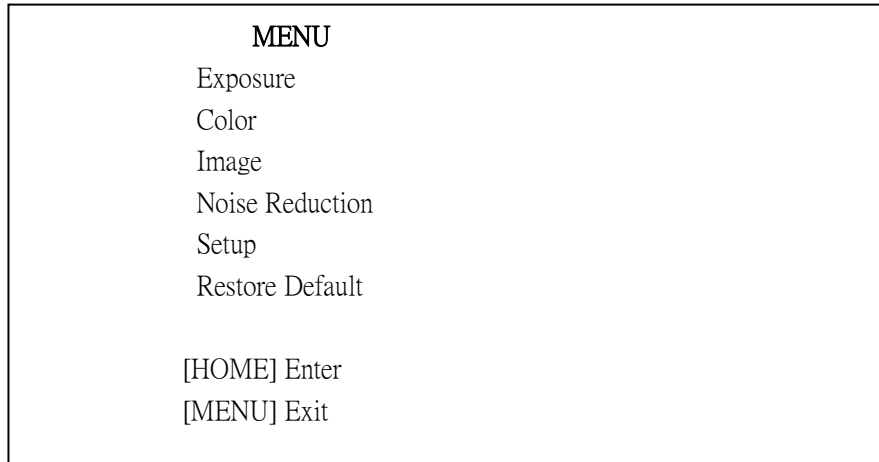 MENU
Exposure
Color
Image
Noise Reduction
Setup
Restore Default
[HOME] Enter
[MENU] Exit